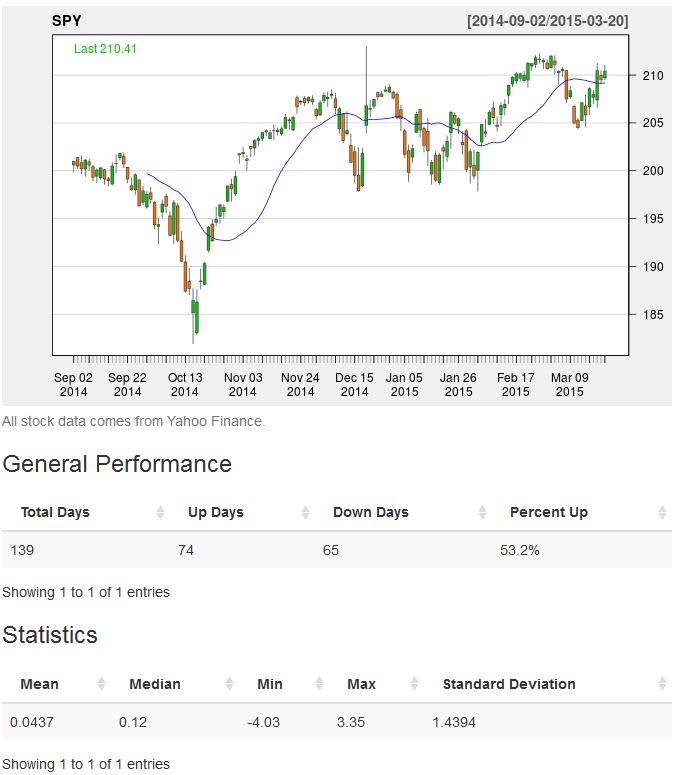 SPY [2014-09-02/2015-03-20]
Last 210.41
210
205
200
195
190
185
Sep 02 Sep 22 Oct 13 Nov 03 Nov 24 Dec 15 Jan 05 Jan 26 Feb 17 Mar 09
2014 2014 2014 2014 2014 2014 2015 2015 2015 2015
All stock data comes from Yahoo Finance.
General Performance
Total Days Up Days Down Days Percent Up
139 74 65 53.2%
Showing 1 to 1 of 1 entries
Statistics
Mean Median Min Max Standard Deviation
0.0437 0.12 -4.03 3.35 1.4394
Showing 1 to 1 of 1 entries